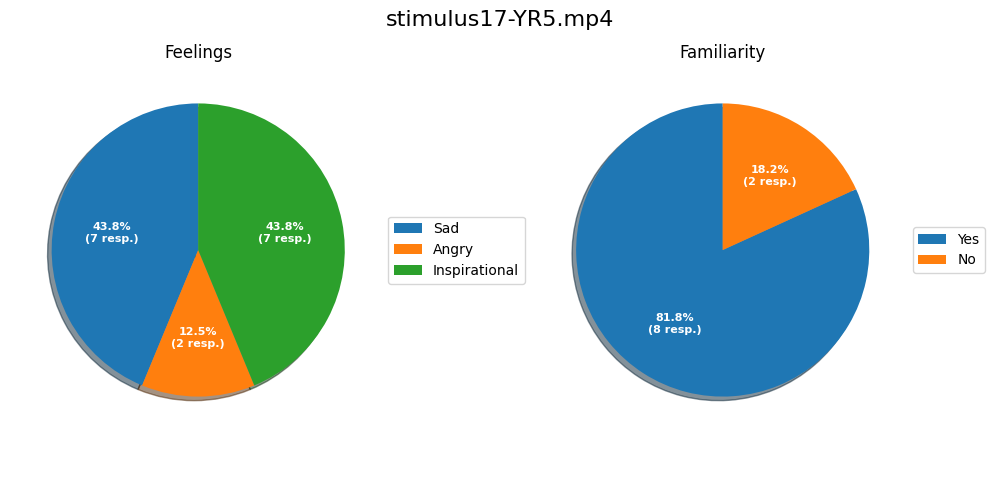 stimulus17-YR5.mp4
Feelings
43.8%
(7 resp.)
43.8%
(7 resp.)
12.5%
(2 resp.)
Sad
Angry
Inspirational
Familiarity
18.2%
(2 resp.)
81.8%
(8 resp.)
Yes
No